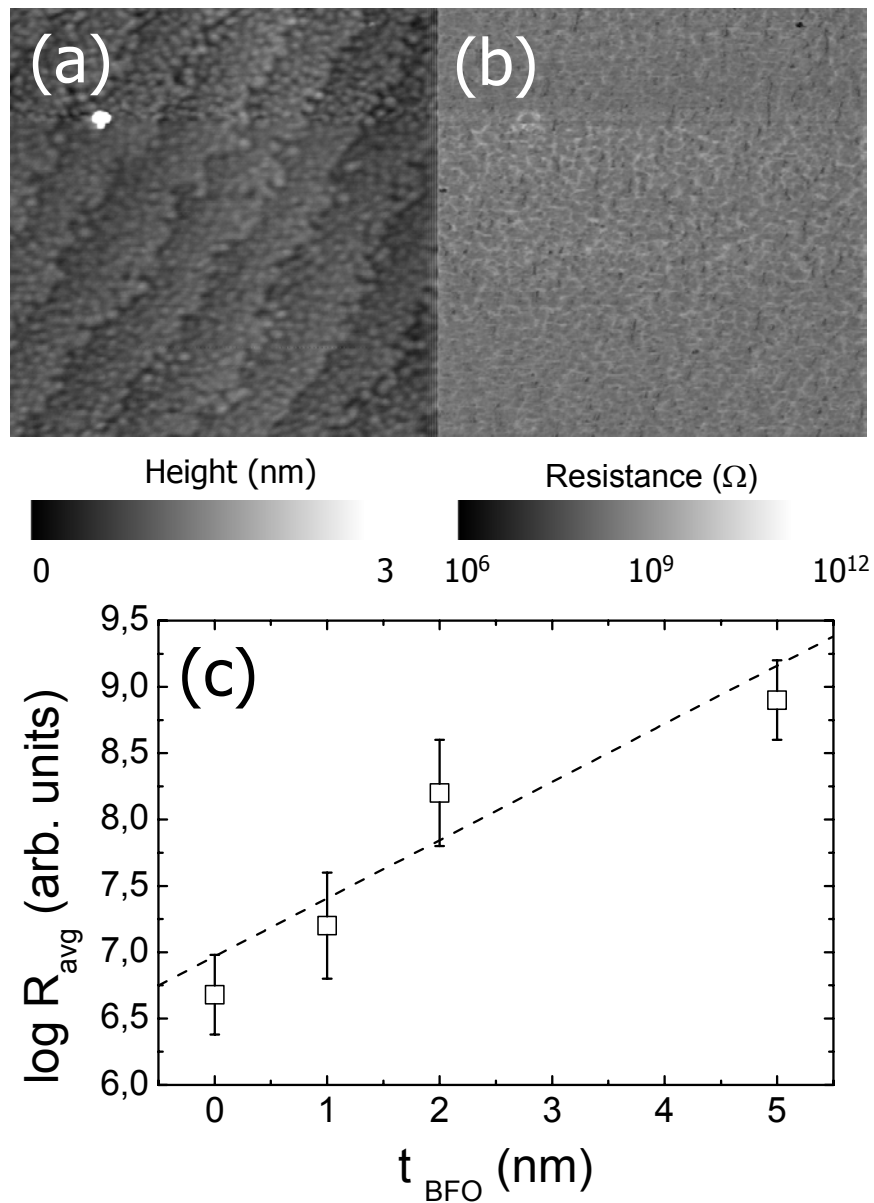 (a) (b)
Height (nm) Resistance (Ω)
0 3 10⁶ 10⁹ 10¹²
(c)
log R_avg (arb. units)
9,5
9,0
8,5
8,0
7,5
7,0
6,5
6,0
0 1 2 3 4 5
t_BFO (nm)